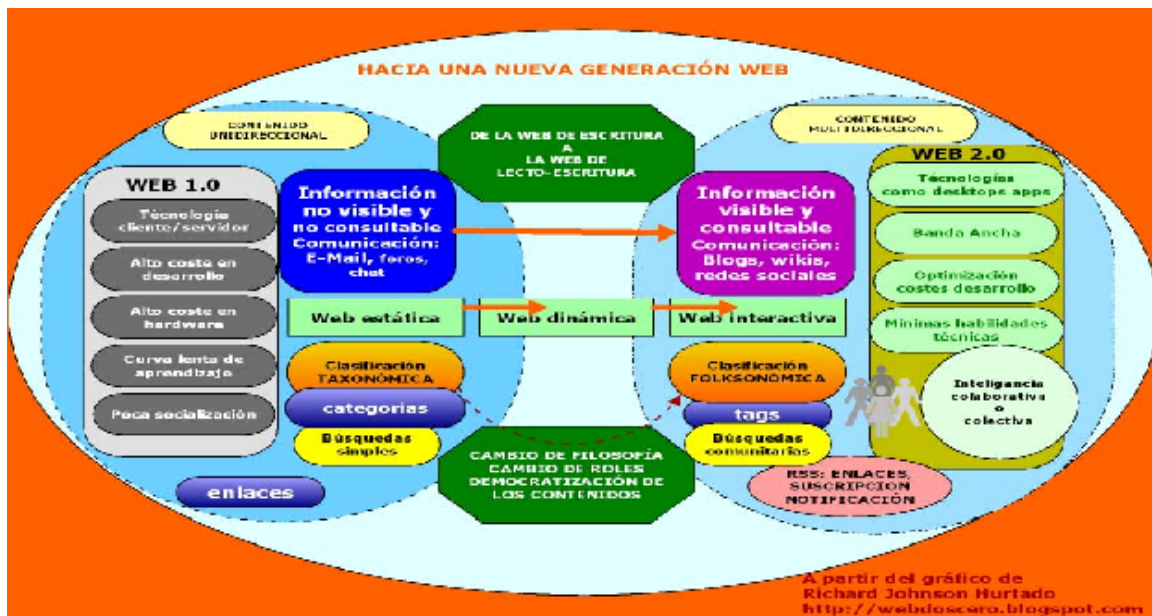 HACIA UNA NUEVA GENERACIÓN WEB
CONTENIDO
UNIDIRECCIONAL
DE LA WEB DE ESCRITURA
A
LA WEB DE
LECTO-ESCRITURA
CONTENIDO
MULTIDIRECCIONAL
WEB 1.0
Técnologia
cliente/servidor
Alto coste en
desarrollo
Alto coste en
hardware
Curva lenta de
aprendizaje
Poca socialización
Información
no visible y
no consultable
Comunicación:
E-Mail, foros,
chat
Información
visible y
consultable
Comunicación:
Blogs, wikis,
redes sociales
WEB 2.0
Técnologías
como desktops apps
Banda Ancha
Optimización
costes desarrollo
Mínimas habilidades
técnicas
Inteligancia
colaborativa
o
colectiva
Web estática
Web dinámica
Web interactiva
Clasificación
TAXONÓMICA
categorias
Búsquedas
simples
enlaces
Clasificación
FOLKSONÓMICA
tags
Búsquedas
comunitarias
CAMBIO DE FILOSOFÍA
CAMBIO DE ROLES
DEMOCRATIZACIÓN DE
LOS CONTENIDOS
RSS: ENLACES,
SUSCRIPCION
NOTIFICACIÓN
A partir del gráfico de
Richard Johnson Hurtado
http://webdoscero.blogspot.com